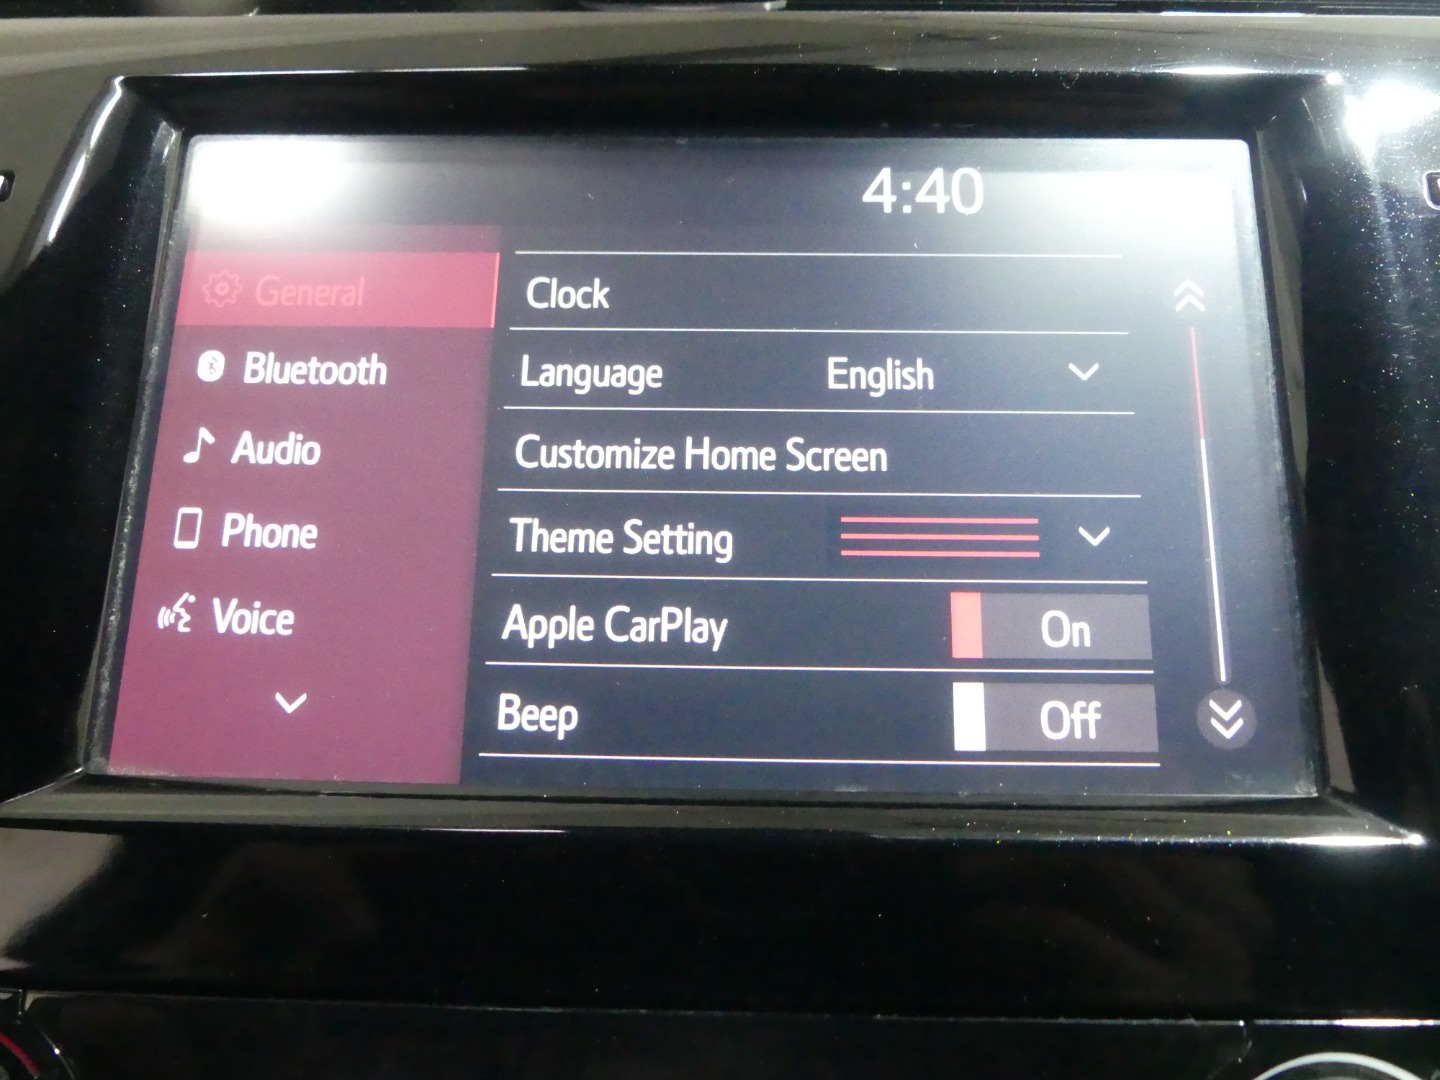 4:40
General
Bluetooth
Audio
Phone
Voice
Clock
Language English
Customize Home Screen
Theme Setting
Apple CarPlay On
Beep Off